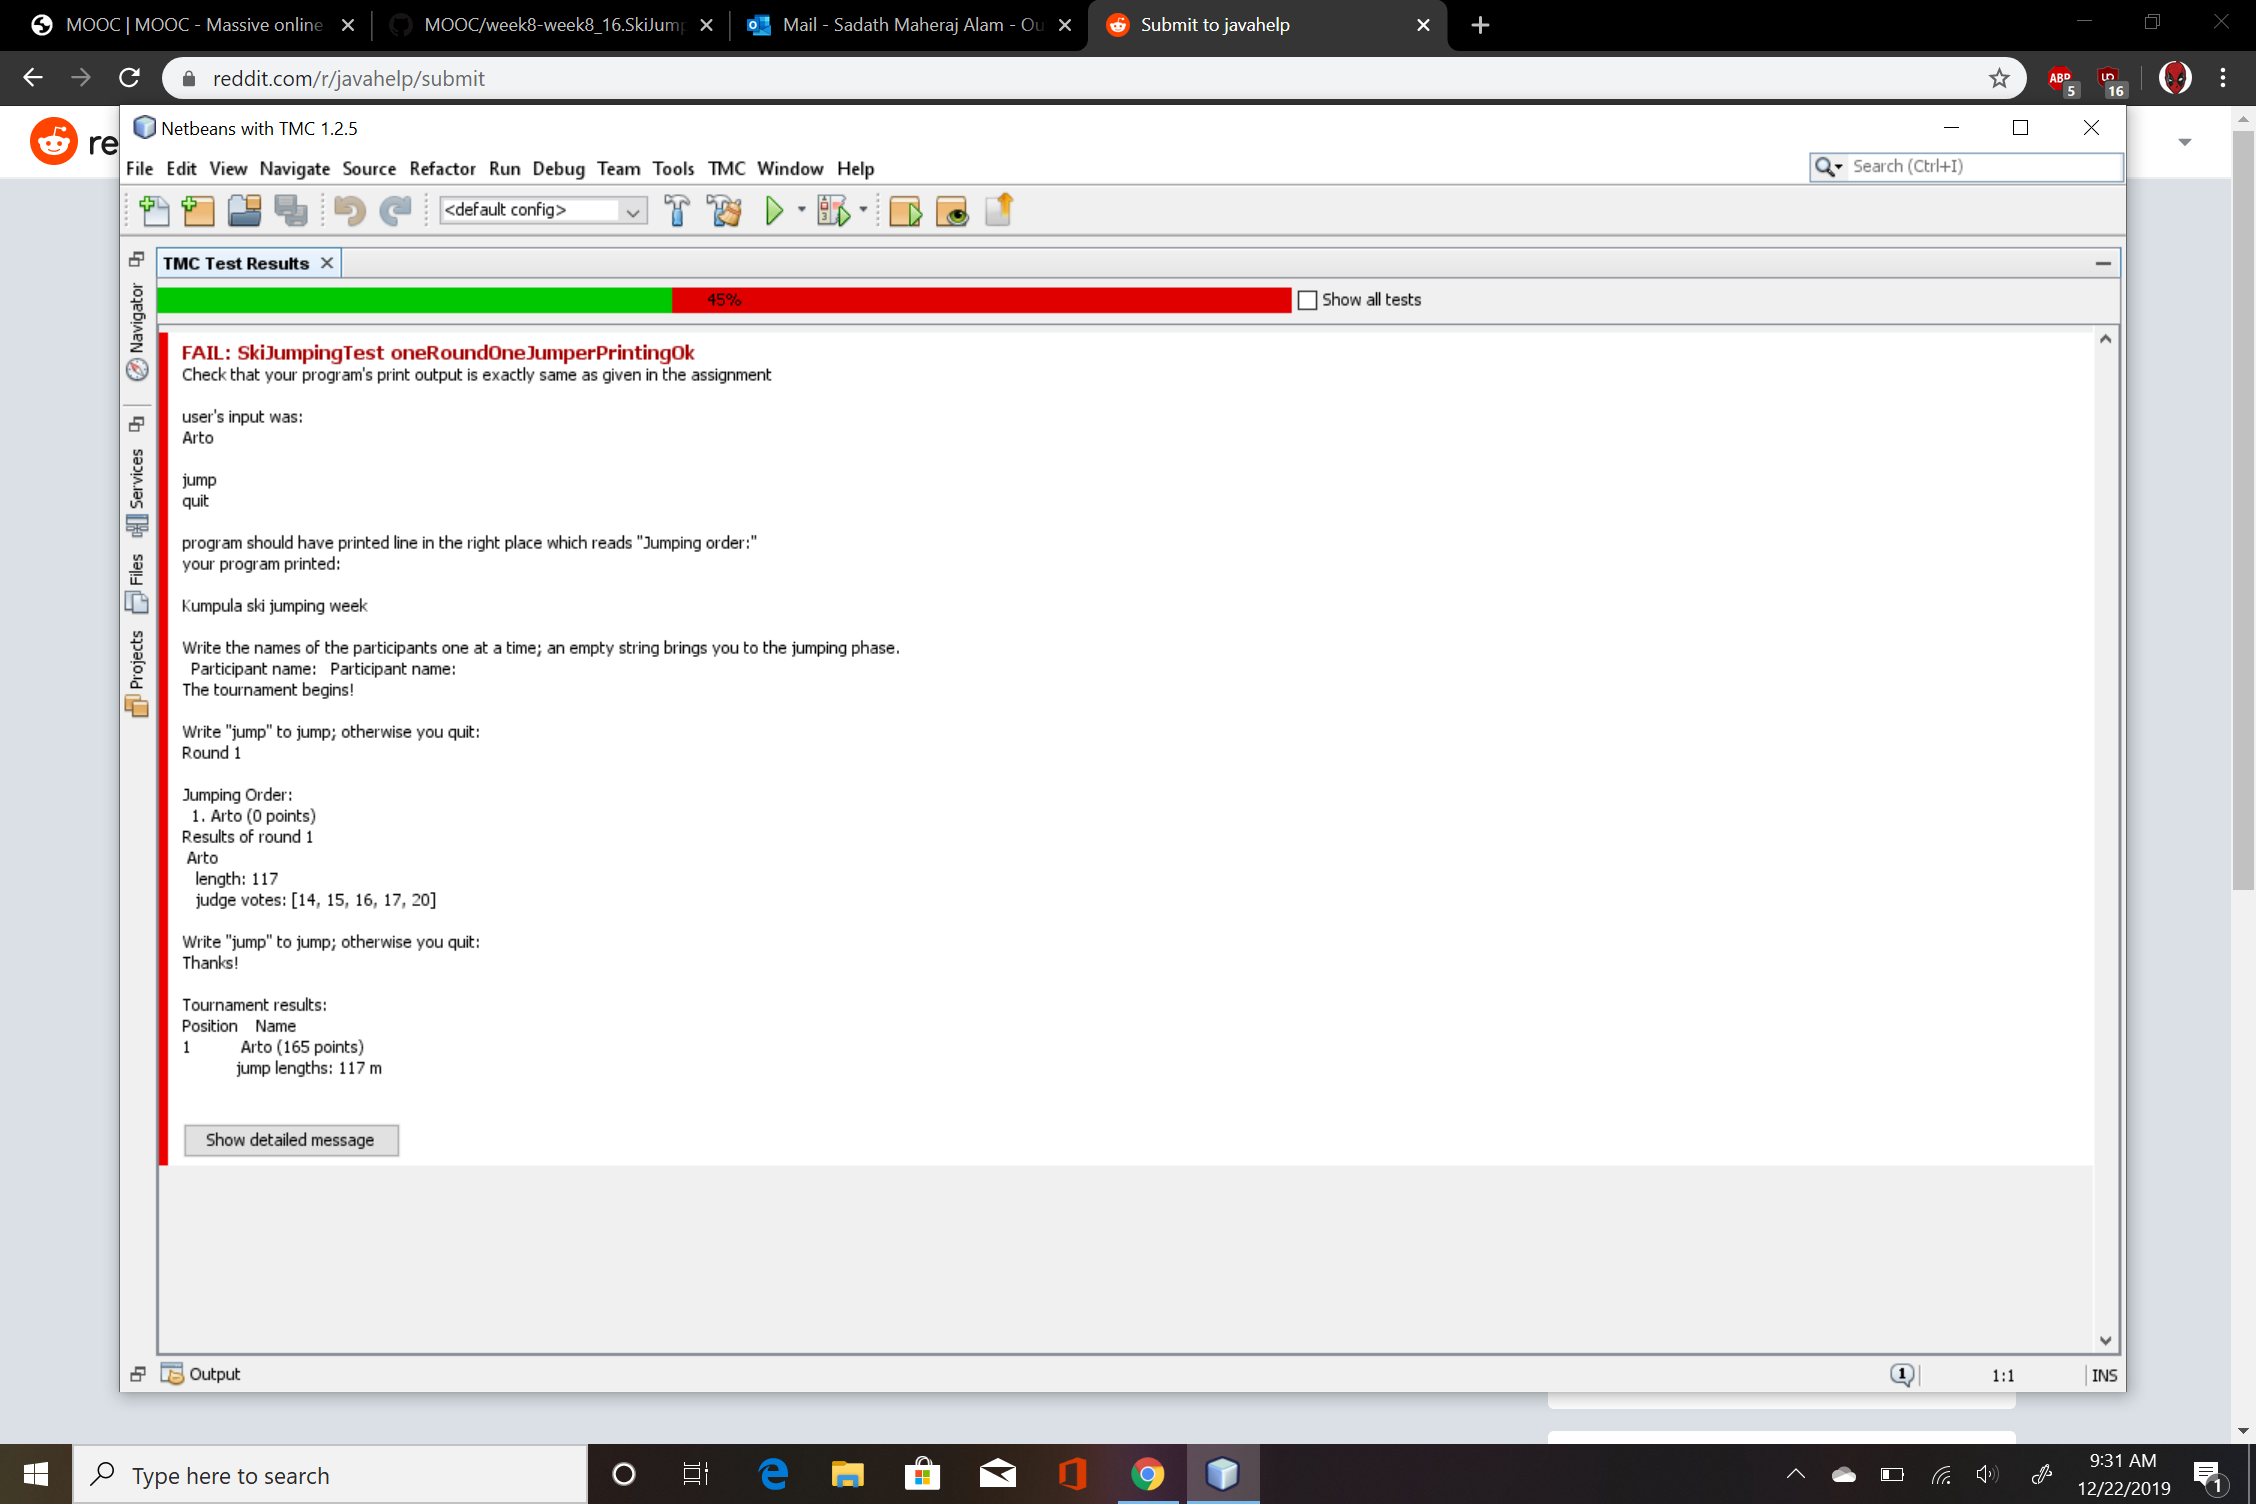 MOOC | MOOC - Massive online
MOOC/week8-week8_16.SkiJump
Mail - Sadath Maheraj Alam - Ou
Submit to javahelp
reddit.com/r/javahelp/submit
ABP
5
16
re
Netbeans with TMC 1.2.5
File Edit View Navigate Source Refactor Run Debug Team Tools TMC Window Help
Search (Ctrl+I)
<default config>
TMC Test Results
45%
Show all tests
Navigator
Services
Files
Projects
FAIL: SkiJumpingTest oneRoundOneJumperPrintingOk
Check that your program's print output is exactly same as given in the assignment
user's input was:
Arto
jump
quit
program should have printed line in the right place which reads "Jumping order:"
your program printed:
Kumpula ski jumping week
Write the names of the participants one at a time; an empty string brings you to the jumping phase.
Participant name: Participant name:
The tournament begins!
Write "jump" to jump; otherwise you quit:
Round 1
Jumping Order:
1. Arto (0 points)
Results of round 1
Arto
length: 117
judge votes: [14, 15, 16, 17, 20]
Write "jump" to jump; otherwise you quit:
Thanks!
Tournament results:
Position Name
1 Arto (165 points)
jump lengths: 117 m
Show detailed message
Output
1
1:1
INS
Type here to search
9:31 AM
12/22/2019
1